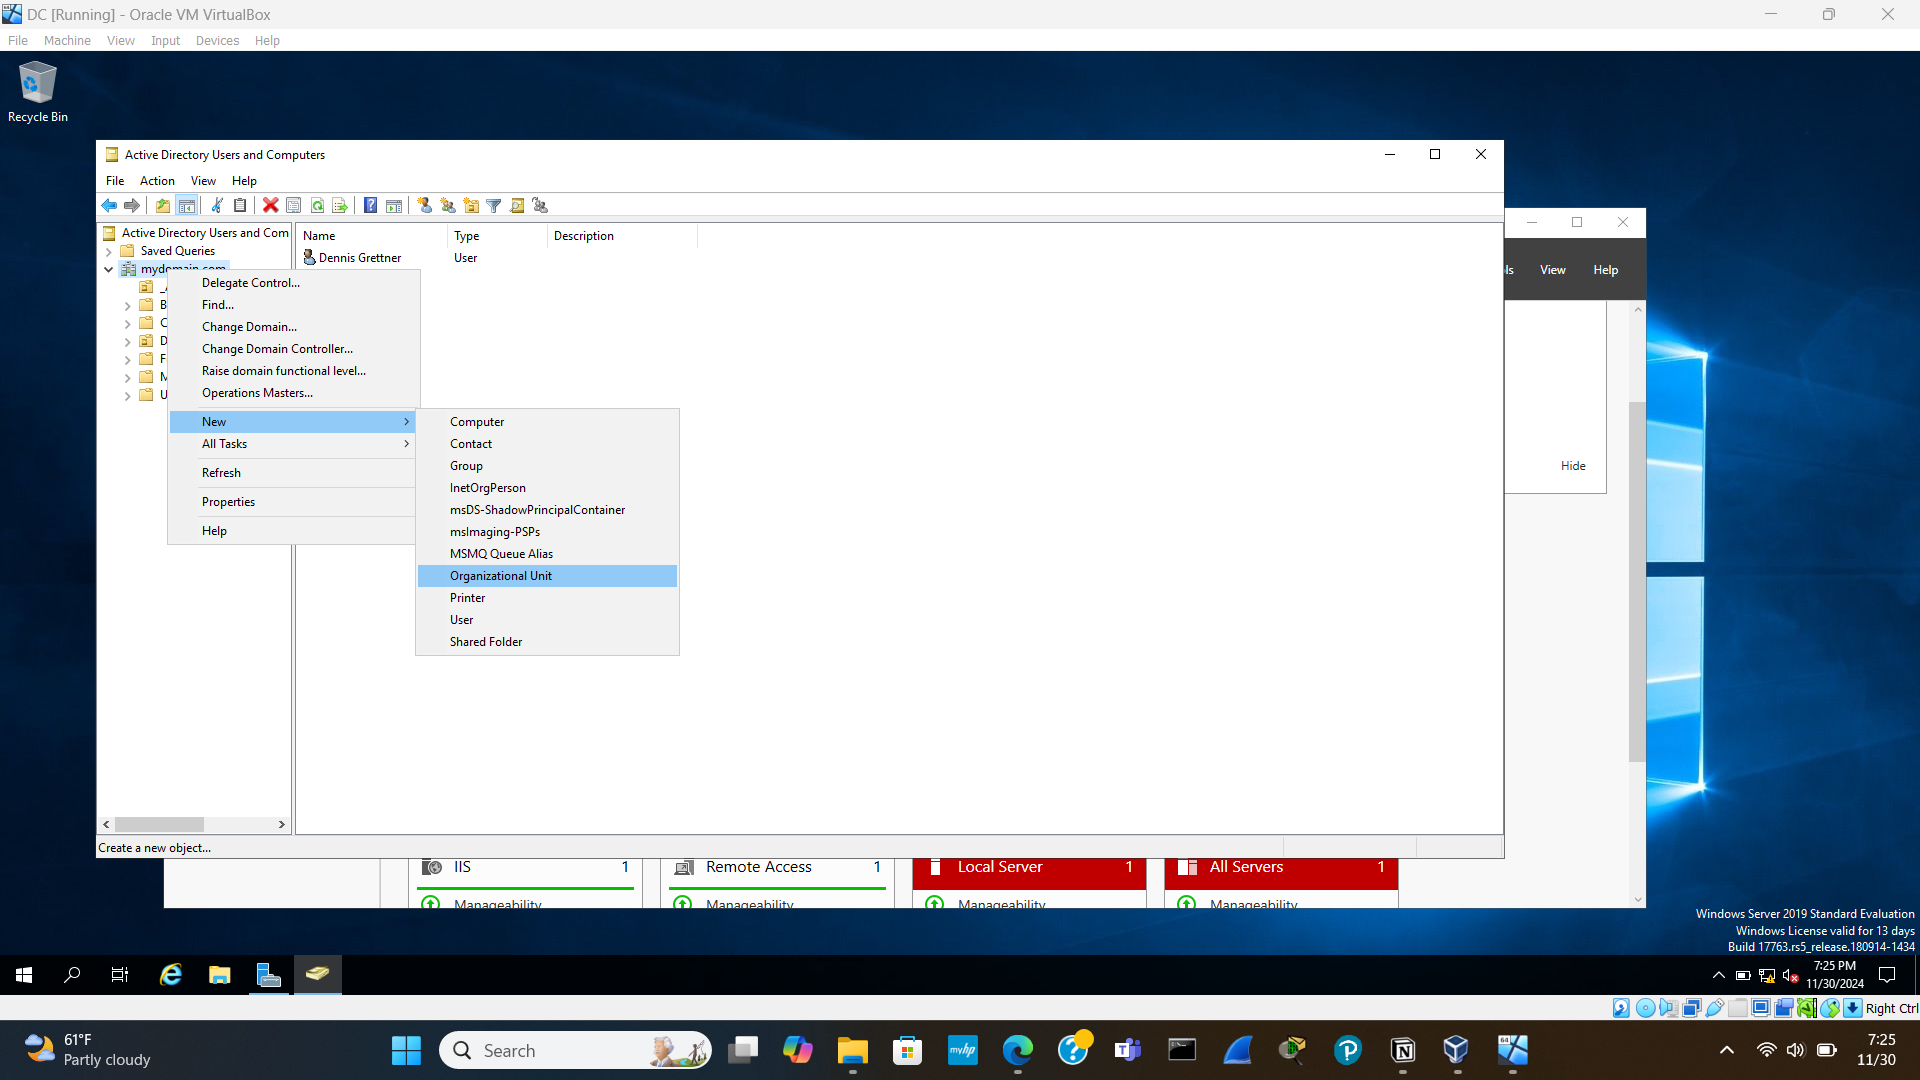 DC [Running] - Oracle VM VirtualBox
File Machine View Input Devices Help
Recycle Bin
Active Directory Users and Computers
File Action View Help
Active Directory Users and Com
Saved Queries
mydomain.com
Name Type Description
Dennis Grettner User
Delegate Control...
Find...
Change Domain...
Change Domain Controller...
Raise domain functional level...
Operations Masters...
New
All Tasks
Refresh
Properties
Help
Computer
Contact
Group
InetOrgPerson
msDS-ShadowPrincipalContainer
msImaging-PSPs
MSMQ Queue Alias
Organizational Unit
Printer
User
Shared Folder
B
C
D
F
M
U
View Help
Hide
Create a new object...
IIS 1
Remote Access 1
Local Server 1
All Servers 1
Manageability
Manageability
Manageability
Manageability
Windows Server 2019 Standard Evaluation
Windows License valid for 13 days
Build 17763.rs5_release.180914-1434
7:25 PM
11/30/2024
Right Ctrl
61°F
Partly cloudy
Search
myhp
64
7:25
11/30